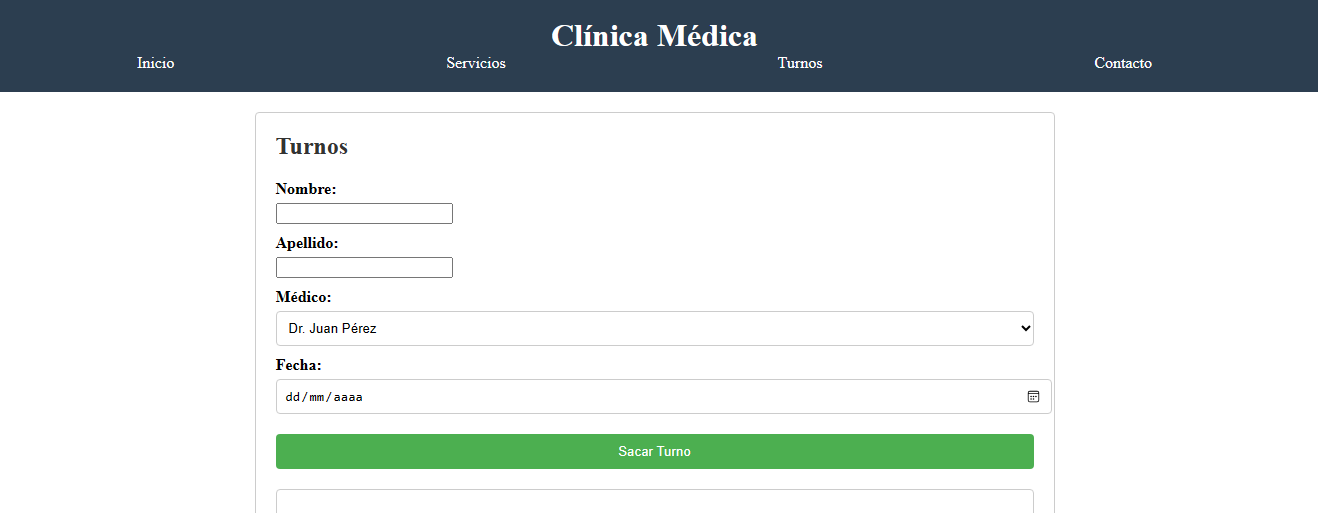 Clínica Médica
Inicio Servicios Turnos Contacto
Turnos
Nombre:
Apellido:
Médico:
Dr. Juan Pérez
Fecha:
dd/mm/aaaa
Sacar Turno